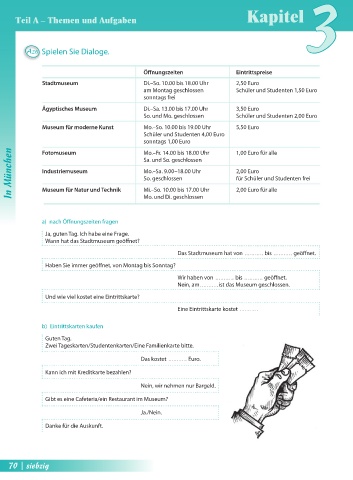 Teil A – Themen und Aufgaben
Kapitel 3
A20 Spielen Sie Dialoge.
Öffnungszeiten Eintrittspreise
Stadtmuseum Di.–So. 10.00 bis 18.00 Uhr 2,50 Euro
am Montag geschlossen Schüler und Studenten 1,50 Euro
sonntags frei
Ägyptisches Museum Di.–Sa. 13.00 bis 17.00 Uhr 3,50 Euro
So. und Mo. geschlossen Schüler und Studenten 2,00 Euro
Museum für moderne Kunst Mo.–So. 10.00 bis 19.00 Uhr 5,50 Euro
Schüler und Studenten 4,00 Euro
sonntags 1,00 Euro
Fotomuseum Mo.–Fr. 14.00 bis 18.00 Uhr 1,00 Euro für alle
Sa. und So. geschlossen
Industriemuseum Mo.–Sa. 9.00–18.00 Uhr 2,00 Euro
So. geschlossen für Schüler und Studenten frei
Museum für Natur und Technik Mi.–So. 10.00 bis 17.00 Uhr 2,00 Euro für alle
Mo. und Di. geschlossen
In München
a) nach Öffnungszeiten fragen
Ja, guten Tag. Ich habe eine Frage.
Wann hat das Stadtmuseum geöffnet?
Das Stadtmuseum hat von .......... bis .......... geöffnet.
Haben Sie immer geöffnet, von Montag bis Sonntag?
Wir haben von .......... bis .......... geöffnet.
Nein, am .......... ist das Museum geschlossen.
Und wie viel kostet eine Eintrittskarte?
Eine Eintrittskarte kostet ..........
b) Eintrittskarten kaufen
Guten Tag.
Zwei Tageskarten/Studentenkarten/Eine Familienkarte bitte.
Das kostet .......... Euro.
Kann ich mit Kreditkarte bezahlen?
Nein, wir nehmen nur Bargeld.
Gibt es eine Cafeteria/ein Restaurant im Museum?
Ja./Nein.
Danke für die Auskunft.
70 | siebzig